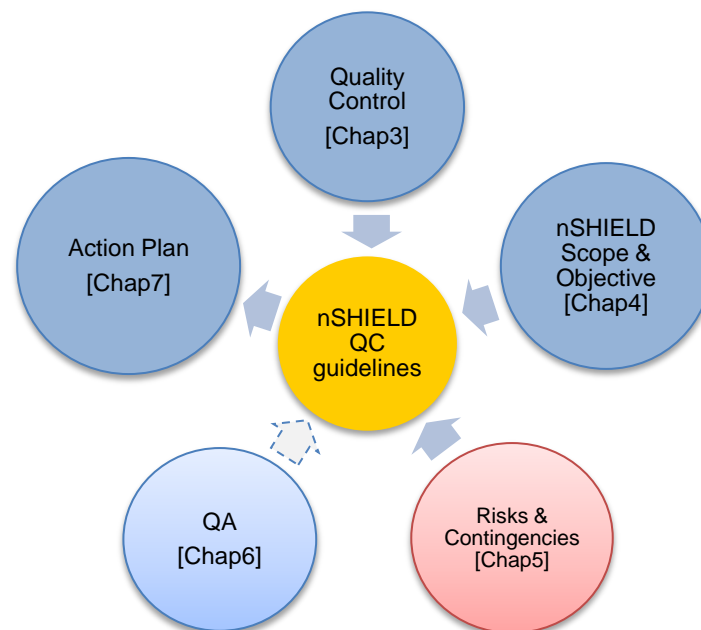 Quality
Control
[Chap3]
nSHIELD
Scope &
Objective
[Chap4]
Action Plan
[Chap7]
nSHIELD
QC
guidelines
QA
[Chap6]
Risks &
Contingencies
[Chap5]